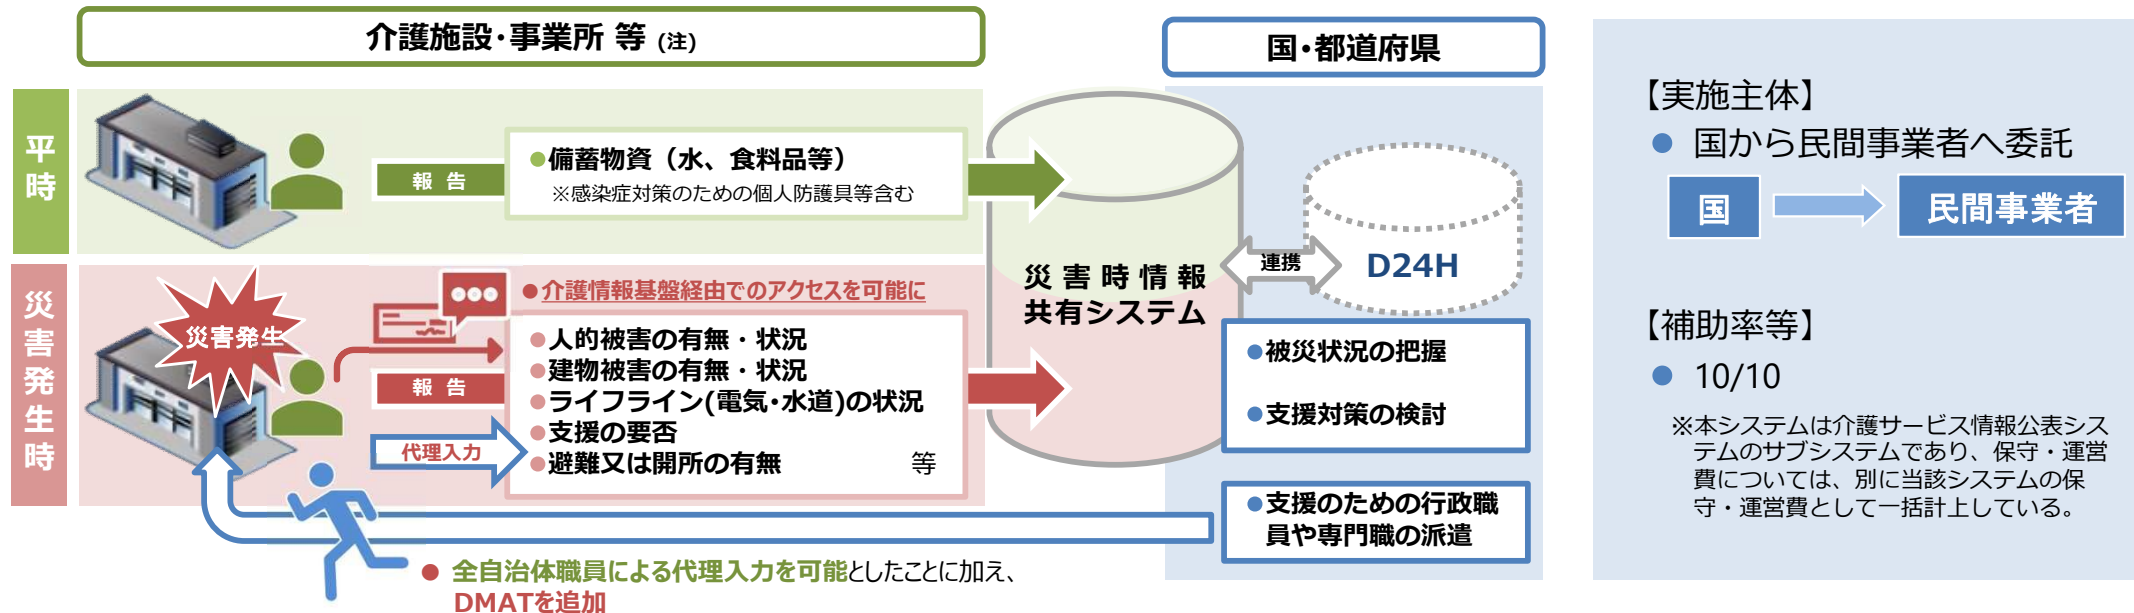 介護施設・事業所 等 (注)
国・都道府県
平時
報 告
●備蓄物資（水、食料品等）
※感染症対策のための個人防護具等含む
災害発生時
災害発生
●介護情報基盤経由でのアクセスを可能に
報 告
代理入力
●人的被害の有無・状況
●建物被害の有無・状況
●ライフライン(電気・水道)の状況
●支援の要否
●避難又は開所の有無 等
災害時情報
共有システム
連携
D24H
●被災状況の把握
●支援対策の検討
●支援のための行政職
員や専門職の派遣
● 全自治体職員による代理入力を可能としたことに加え、
DMATを追加
【実施主体】
● 国から民間事業者へ委託
国
民間事業者
【補助率等】
● 10/10
※本システムは介護サービス情報公表シス
テムのサブシステムであり、保守・運営
費については、別に当該システムの保
守・運営費として一括計上している。